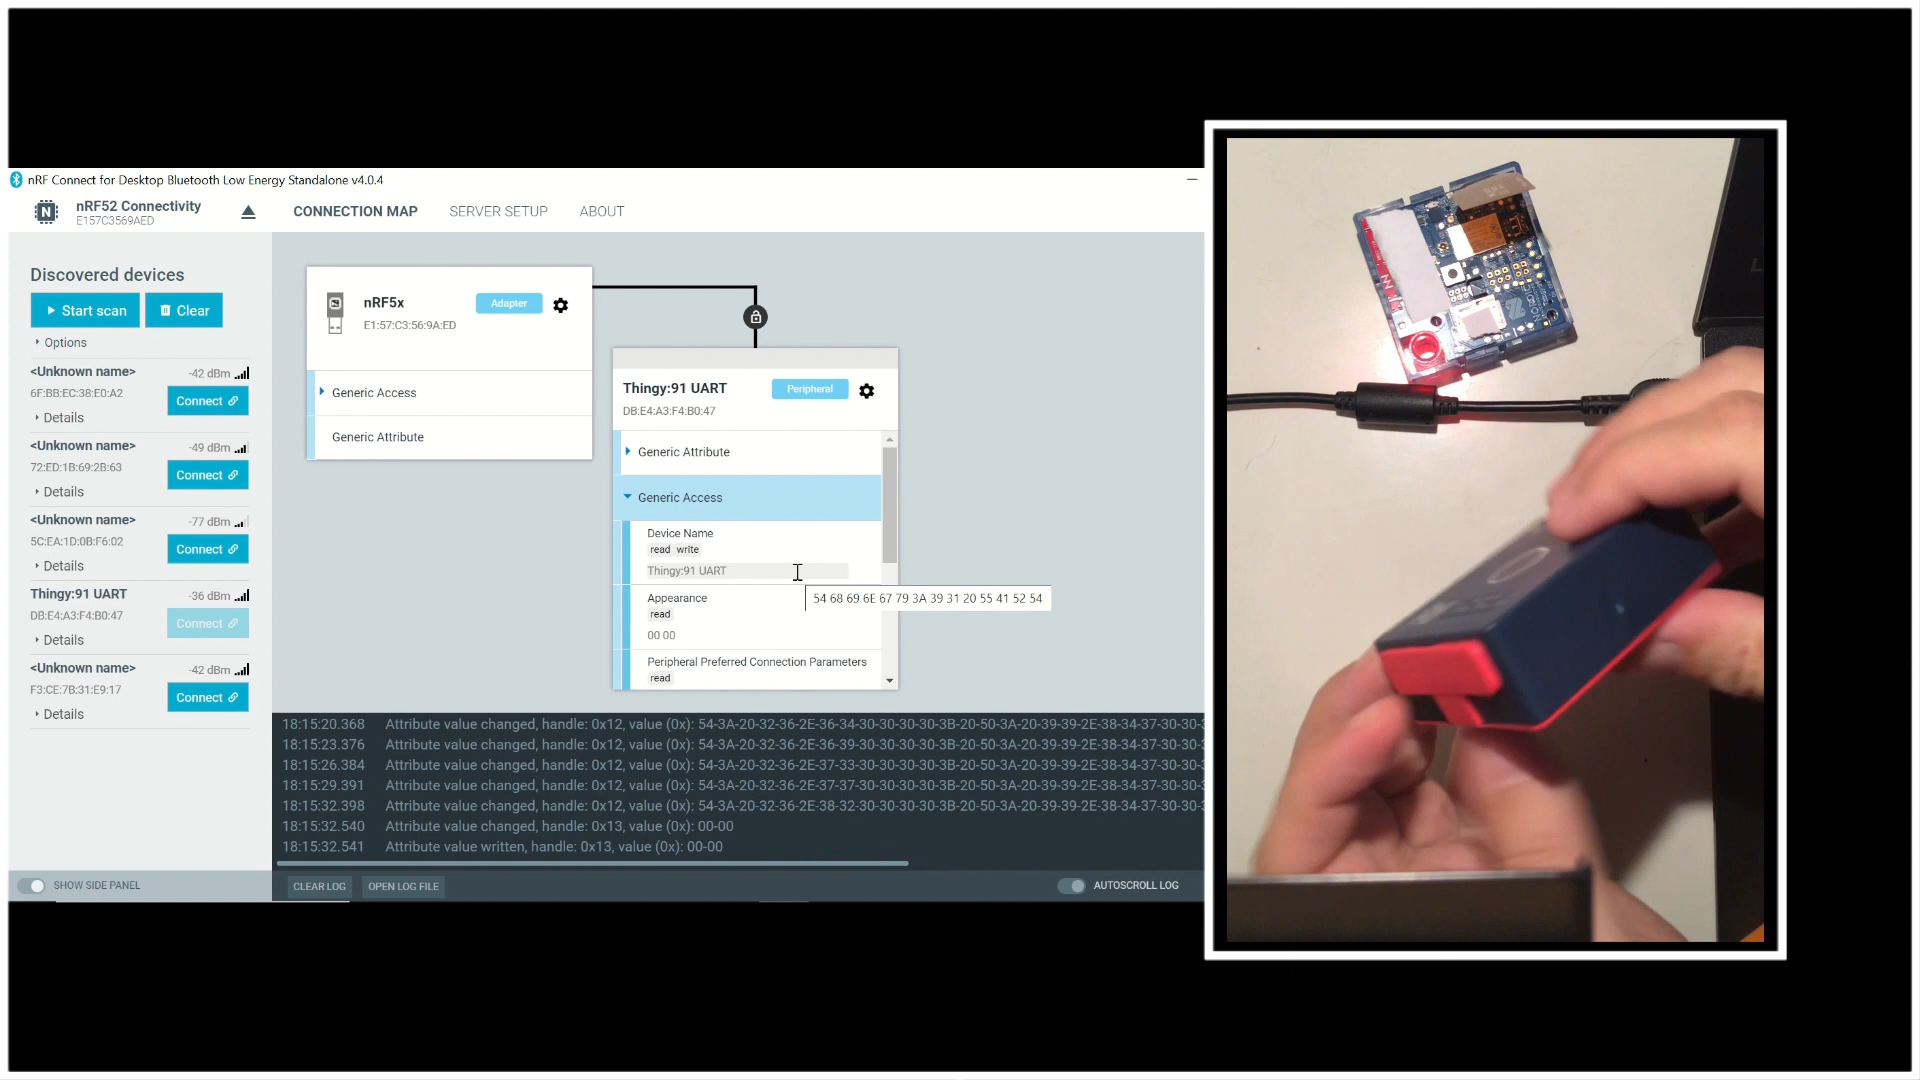 nRF Connect for Desktop Bluetooth Low Energy Standalone v4.0.4
nRF52 Connectivity
E157C3569AED
CONNECTION MAP
SERVER SETUP
ABOUT
Discovered devices
Start scan
Clear
Options
<Unknown name>
-42 dBm
6F:BB:EC:38:E0:A2
Connect
Details
<Unknown name>
-49 dBm
72:ED:1B:69:2B:63
Connect
Details
<Unknown name>
-77 dBm
5C:EA:1D:0B:F6:02
Connect
Details
Thingy:91 UART
-36 dBm
DB:E4:A3:F4:B0:47
Connect
Details
<Unknown name>
-42 dBm
F3:CE:7B:31:E9:17
Connect
Details
SHOW SIDE PANEL
nRF5x
Adapter
E1:57:C3:56:9A:ED
Generic Access
Generic Attribute
Thingy:91 UART
Peripheral
DB:E4:A3:F4:B0:47
Generic Attribute
Generic Access
Device Name
read write
Thingy:91 UART
54 68 69 6E 67 79 3A 39 31 20 55 41 52 54
Appearance
read
00 00
Peripheral Preferred Connection Parameters
read
18:15:20.368 Attribute value changed, handle: 0x12, value (0x): 54-3A-20-32-36-2E-36-34-30-30-30-30-3B-20-50-3A-20-39-39-2E-38-34-37-30-30-3
18:15:23.376 Attribute value changed, handle: 0x12, value (0x): 54-3A-20-32-36-2E-36-39-30-30-30-30-3B-20-50-3A-20-39-39-2E-38-34-37-30-30-3
18:15:26.384 Attribute value changed, handle: 0x12, value (0x): 54-3A-20-32-36-2E-37-33-30-30-30-30-3B-20-50-3A-20-39-39-2E-38-34-37-30-30-3
18:15:29.391 Attribute value changed, handle: 0x12, value (0x): 54-3A-20-32-36-2E-37-37-30-30-30-30-3B-20-50-3A-20-39-39-2E-38-34-37-30-30-3
18:15:32.398 Attribute value changed, handle: 0x12, value (0x): 54-3A-20-32-36-2E-38-32-30-30-30-30-3B-20-50-3A-20-39-39-2E-38-34-37-30-30-3
18:15:32.540 Attribute value changed, handle: 0x13, value (0x): 00-00
18:15:32.541 Attribute value written, handle: 0x13, value (0x): 00-00
CLEAR LOG
OPEN LOG FILE
AUTOSCROLL LOG